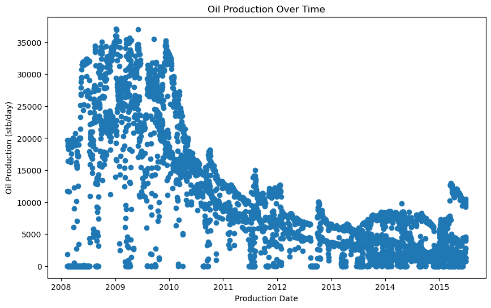 Oil Production Over Time
Oil Production (stb/day)
35000
30000
25000
20000
15000
10000
5000
0
2008 2009 2010 2011 2012 2013 2014 2015
Production Date